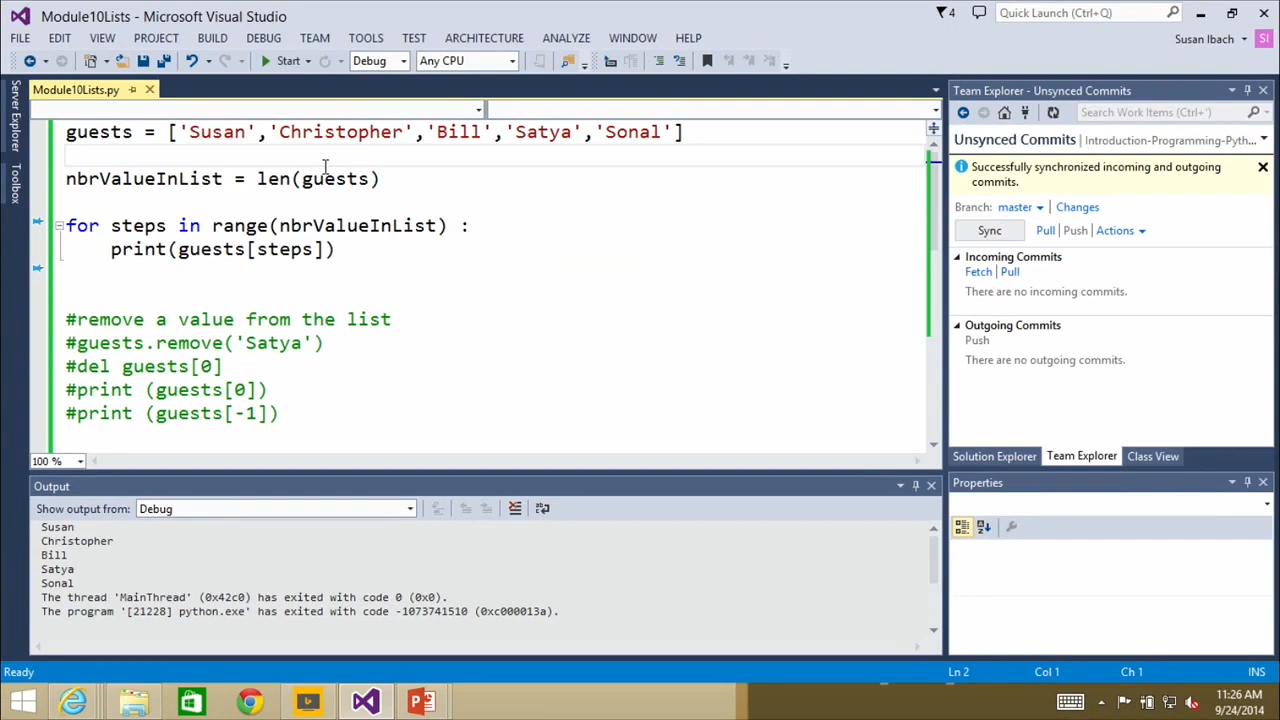 Module10Lists - Microsoft Visual Studio
4
Quick Launch (Ctrl+Q)
FILE EDIT VIEW PROJECT BUILD DEBUG TEAM TOOLS TEST ARCHITECTURE ANALYZE WINDOW HELP
Susan Ibach
SI
Start Debug Any CPU
Server Explorer
Toolbox
Module10Lists.py
guests = ['Susan','Christopher','Bill','Satya','Sonal']
nbrValueInList = len(guests)
for steps in range(nbrValueInList) :
print(guests[steps])
#remove a value from the list
#guests.remove('Satya')
#del guests[0]
#print (guests[0])
#print (guests[-1])
100 %
Output
Show output from: Debug
Susan
Christopher
Bill
Satya
Sonal
The thread 'MainThread' (0x42c0) has exited with code 0 (0x0).
The program '[21228] python.exe' has exited with code -1073741510 (0xc000013a).
Team Explorer - Unsynced Commits
Search Work Items (Ctrl+')
Unsynced Commits | Introduction-Programming-Pyth...
Successfully synchronized incoming and outgoing
commits.
Branch: master | Changes
Sync Pull | Push | Actions
Incoming Commits
Fetch | Pull
There are no incoming commits.
Outgoing Commits
Push
There are no outgoing commits.
Solution Explorer Team Explorer Class View
Properties
Ready Ln 2 Col 1 Ch 1 INS
11:26 AM
9/24/2014